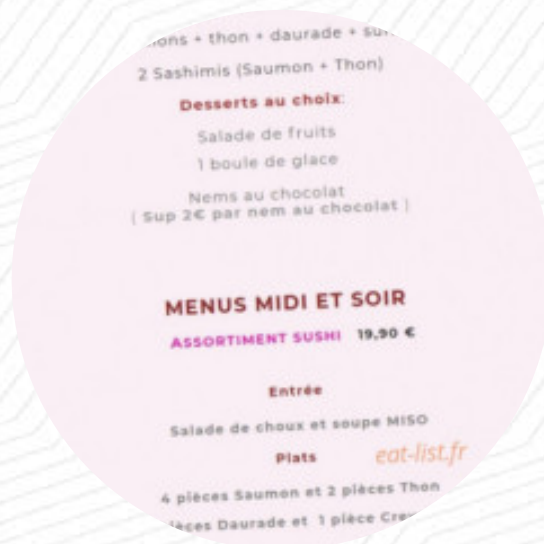 + thon + daurade +
2 Sashimis (Saumon + Thon)
Desserts au choix:
Salade de fruits
1 boule de glace
Nems au chocolat
( Sup 2€ par nem au chocolat )
MENUS MIDI ET SOIR
ASSORTIMENT SUSHI 19,90 €
Entrée
Salade de choux et soupe MISO
Plats
eat-list.fr
4 pièces Saumon et 2 pièces Thon
Daurade et 1 pièce